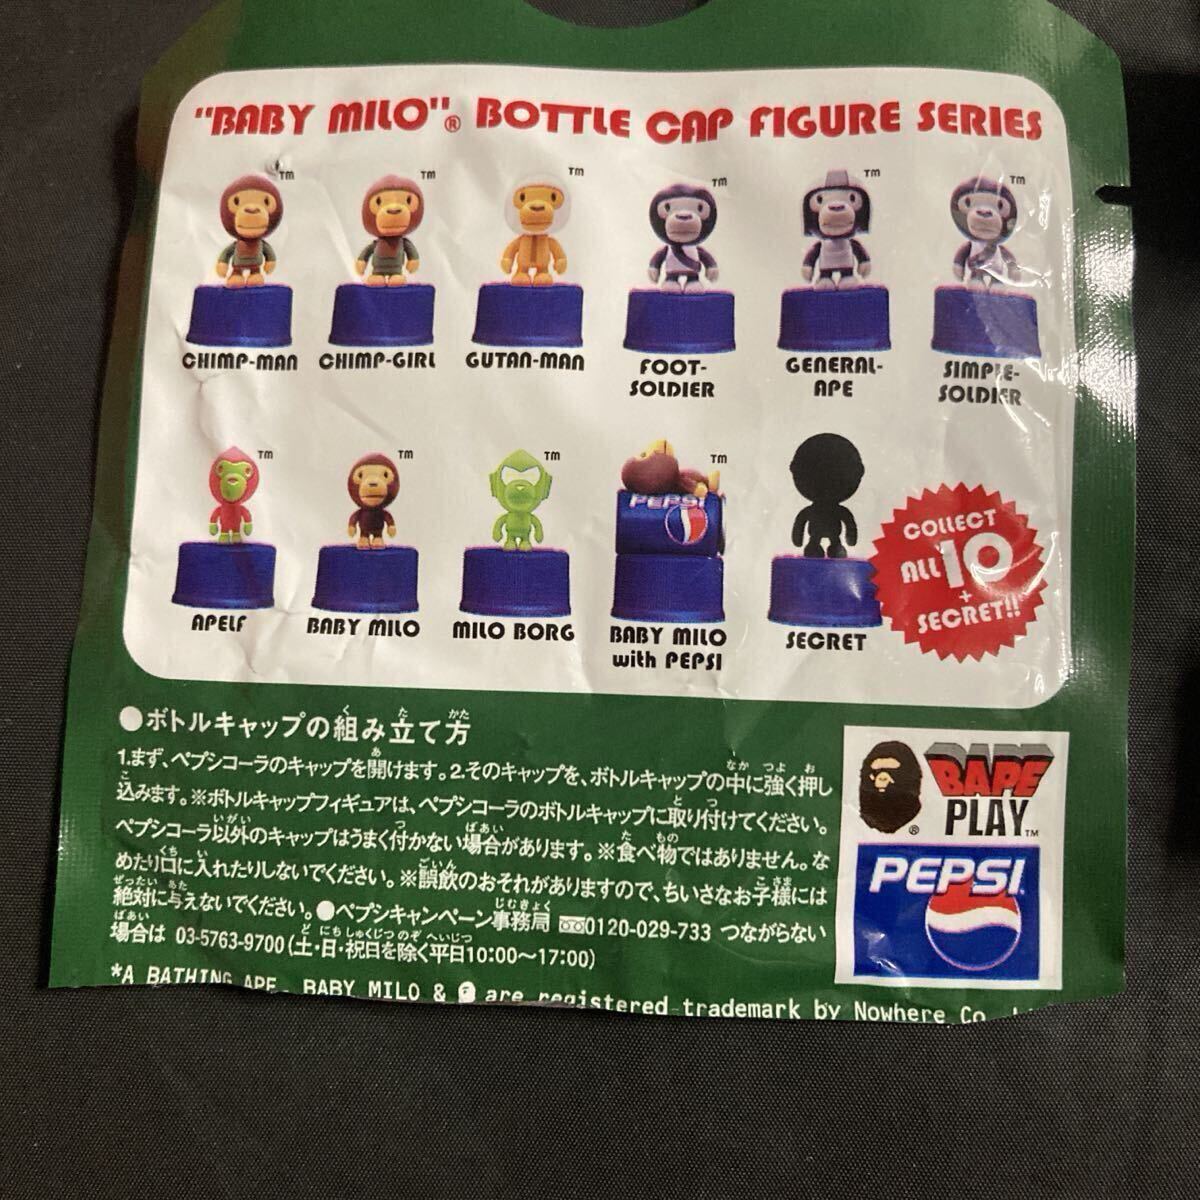 "BABY MILO"® BOTTLE CAP FIGURE SERIES
TM TM TM TM TM TM
CHIMP-MAN CHIMP-GIRL GUTAN-MAN FOOT-SOLDIER GENERAL-APE SIMPLE-SOLDIER
TM TM TM TM
PEPSI
APELF BABY MILO MILO BORG BABY MILO with PEPSI SECRET
COLLECT
ALL 10
+
SECRET!!
●ボトルキャップの組み立て方
1.まず、ペプシコーラのキャップを開けます。2.そのキャップを、ボトルキャップの中に強く押し
込みます。※ボトルキャップフィギュアは、ペプシコーラのボトルキャップに取り付けてください。
ペプシコーラ以外のキャップはうまく付かない場合があります。※食べ物ではありません。な
めたり口に入れたりしないでください。※誤飲のおそれがありますので、ちいさなお子様には
絶対に与えないでください。●ペプシキャンペーン事務局 0120-029-733 つながらない
場合は 03-5763-9700(土・日・祝日を除く平日10:00〜17:00)
*A BATHING APE, BABY MILO & are registered trademark by Nowhere Co.
BAPE
PLAY™
®
PEPSI